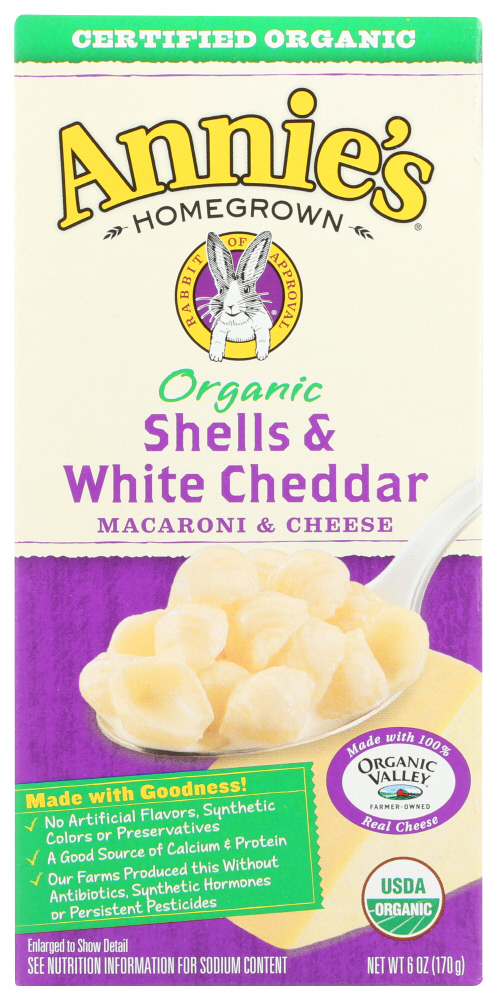 CERTIFIED ORGANIC
Annie's
HOMEGROWN
®
RABBIT OF APPROVAL
®
Organic
Shells &
White Cheddar
MACARONI & CHEESE
Made with 100%
ORGANIC
VALLEY
FARMER-OWNED
Real Cheese
Made with Goodness!
✓ No Artificial Flavors, Synthetic
Colors or Preservatives
✓ A Good Source of Calcium & Protein
✓ Our Farms Produced this Without
Antibiotics, Synthetic Hormones
or Persistent Pesticides
USDA
ORGANIC
Enlarged to Show Detail
SEE NUTRITION INFORMATION FOR SODIUM CONTENT
NET WT 6 OZ (170g)